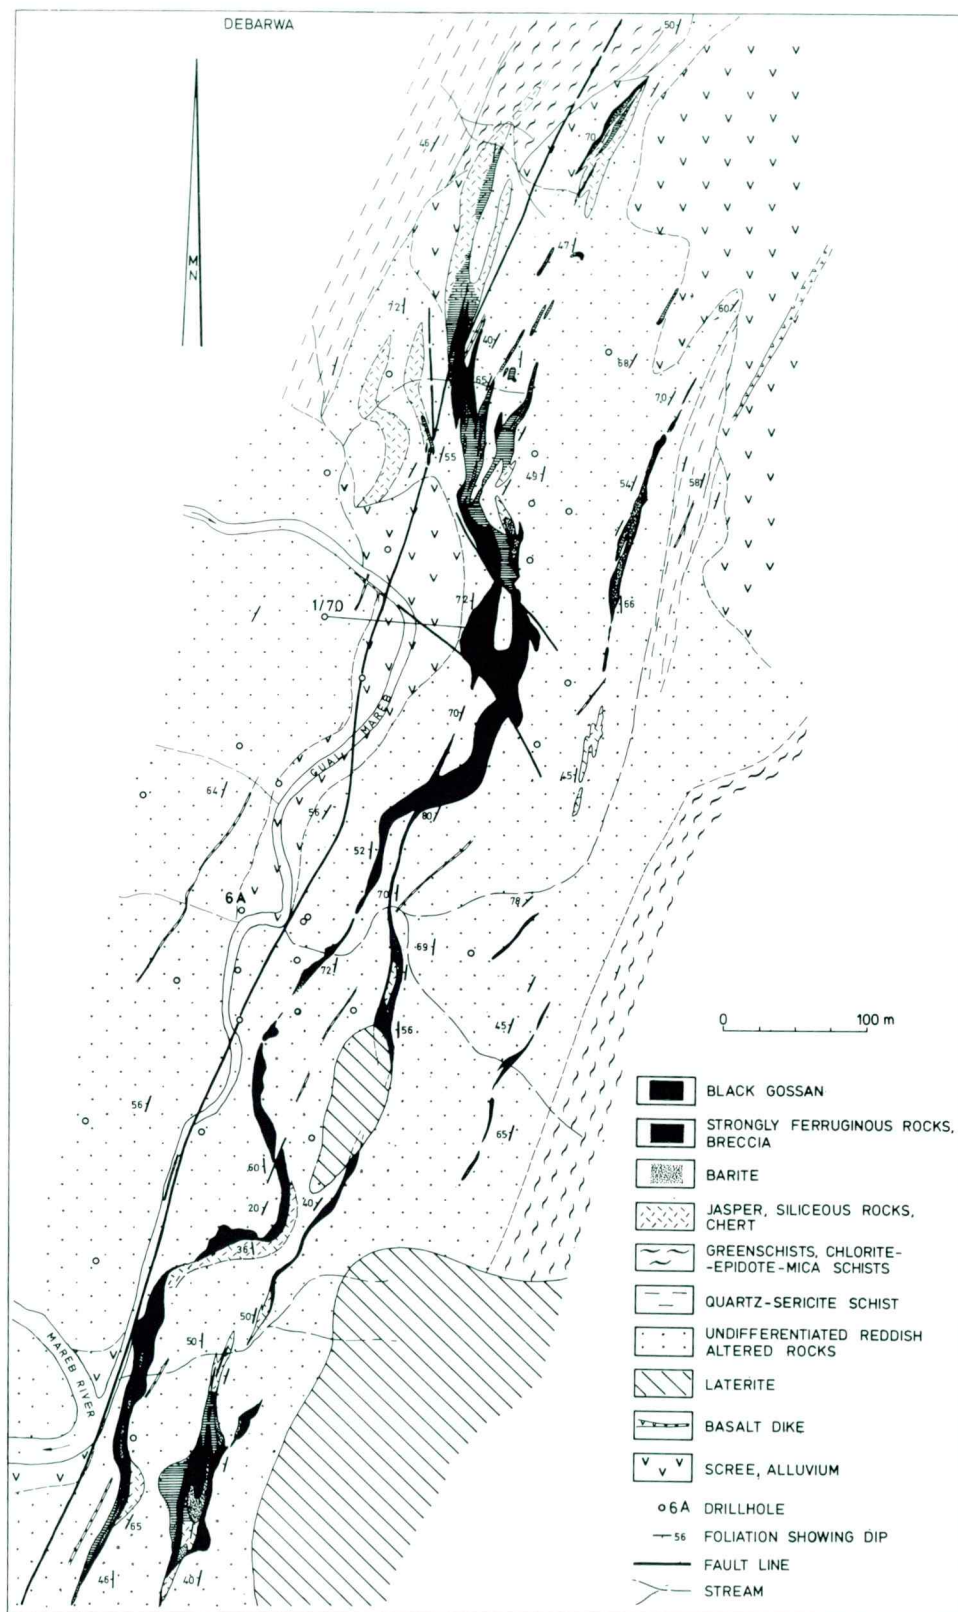 DEBARWA
50
70
46
MN
47
72
60
40
68
65
70
55
49
54
58
1/70
72
66
GUAL MAREB
70
45
64
56
80
52
6A
70
78
69
72
0 100 m
45
56
56
65
60
20
40
36
50
50
MAREB RIVER
65
46
40
BLACK GOSSAN
STRONGLY FERRUGINOUS ROCKS,
BRECCIA
BARITE
JASPER, SILICEOUS ROCKS,
CHERT
GREENSCHISTS, CHLORITE-
-EPIDOTE-MICA SCHISTS
QUARTZ-SERICITE SCHIST
UNDIFFERENTIATED REDDISH
ALTERED ROCKS
LATERITE
BASALT DIKE
SCREE, ALLUVIUM
6A DRILLHOLE
56 FOLIATION SHOWING DIP
FAULT LINE
STREAM